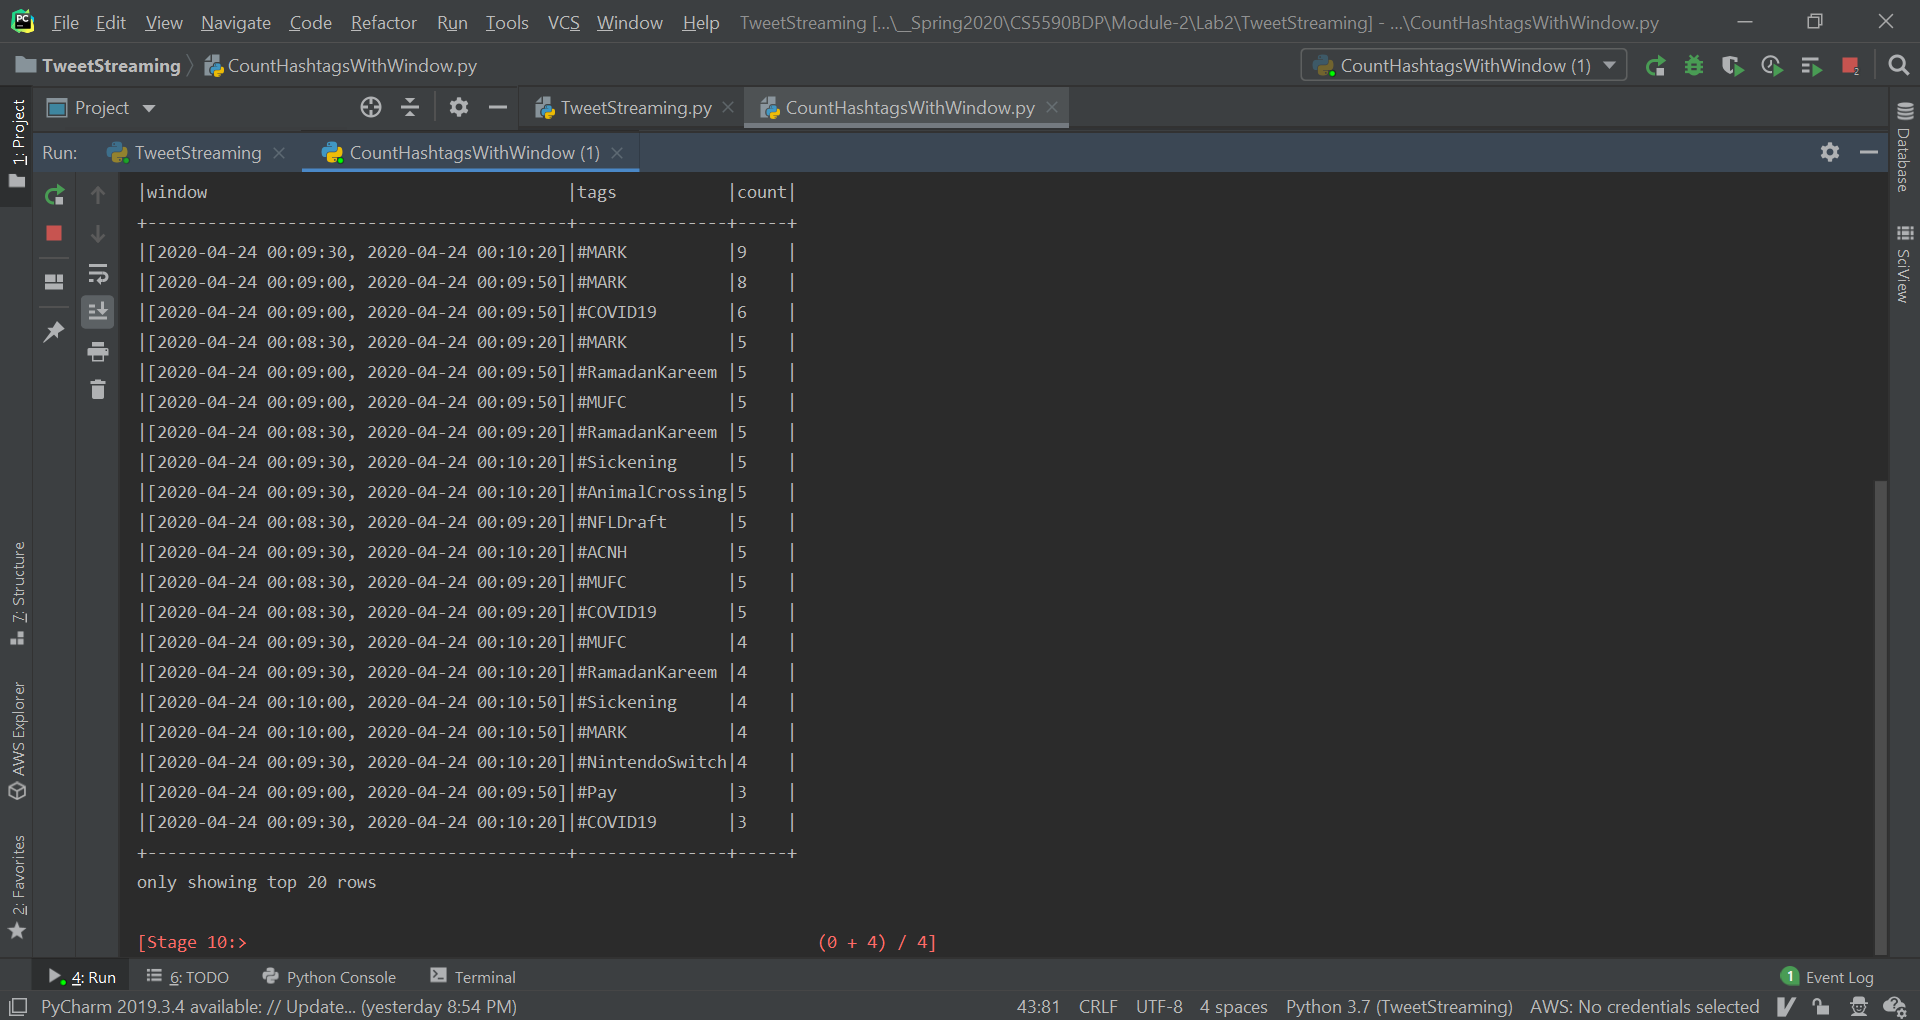 PC File Edit View Navigate Code Refactor Run Tools VCS Window Help TweetStreaming [...\__Spring2020\CS5590BDP\Module-2\Lab2\TweetStreaming] - ...\CountHashtagsWithWindow.py
TweetStreaming CountHashtagsWithWindow.py CountHashtagsWithWindow (1) 2
1: Project Project TweetStreaming.py CountHashtagsWithWindow.py
Run: TweetStreaming CountHashtagsWithWindow (1)
Database
SciView
7: Structure
AWS Explorer
2: Favorites
|window |tags |count|
+------------------------------------------+---------------+-----+
|[2020-04-24 00:09:30, 2020-04-24 00:10:20]|#MARK |9 |
|[2020-04-24 00:09:00, 2020-04-24 00:09:50]|#MARK |8 |
|[2020-04-24 00:09:00, 2020-04-24 00:09:50]|#COVID19 |6 |
|[2020-04-24 00:08:30, 2020-04-24 00:09:20]|#MARK |5 |
|[2020-04-24 00:09:00, 2020-04-24 00:09:50]|#RamadanKareem |5 |
|[2020-04-24 00:09:00, 2020-04-24 00:09:50]|#MUFC |5 |
|[2020-04-24 00:08:30, 2020-04-24 00:09:20]|#RamadanKareem |5 |
|[2020-04-24 00:09:30, 2020-04-24 00:10:20]|#Sickening |5 |
|[2020-04-24 00:09:30, 2020-04-24 00:10:20]|#AnimalCrossing|5 |
|[2020-04-24 00:08:30, 2020-04-24 00:09:20]|#NFLDraft |5 |
|[2020-04-24 00:09:30, 2020-04-24 00:10:20]|#ACNH |5 |
|[2020-04-24 00:08:30, 2020-04-24 00:09:20]|#MUFC |5 |
|[2020-04-24 00:08:30, 2020-04-24 00:09:20]|#COVID19 |5 |
|[2020-04-24 00:09:30, 2020-04-24 00:10:20]|#MUFC |4 |
|[2020-04-24 00:09:30, 2020-04-24 00:10:20]|#RamadanKareem |4 |
|[2020-04-24 00:10:00, 2020-04-24 00:10:50]|#Sickening |4 |
|[2020-04-24 00:10:00, 2020-04-24 00:10:50]|#MARK |4 |
|[2020-04-24 00:09:30, 2020-04-24 00:10:20]|#NintendoSwitch|4 |
|[2020-04-24 00:09:00, 2020-04-24 00:09:50]|#Pay |3 |
|[2020-04-24 00:09:30, 2020-04-24 00:10:20]|#COVID19 |3 |
+------------------------------------------+---------------+-----+
only showing top 20 rows
[Stage 10:> (0 + 4) / 4]
4: Run 6: TODO Python Console Terminal 1 Event Log
PyCharm 2019.3.4 available: // Update... (yesterday 8:54 PM) 43:81 CRLF UTF-8 4 spaces Python 3.7 (TweetStreaming) AWS: No credentials selected